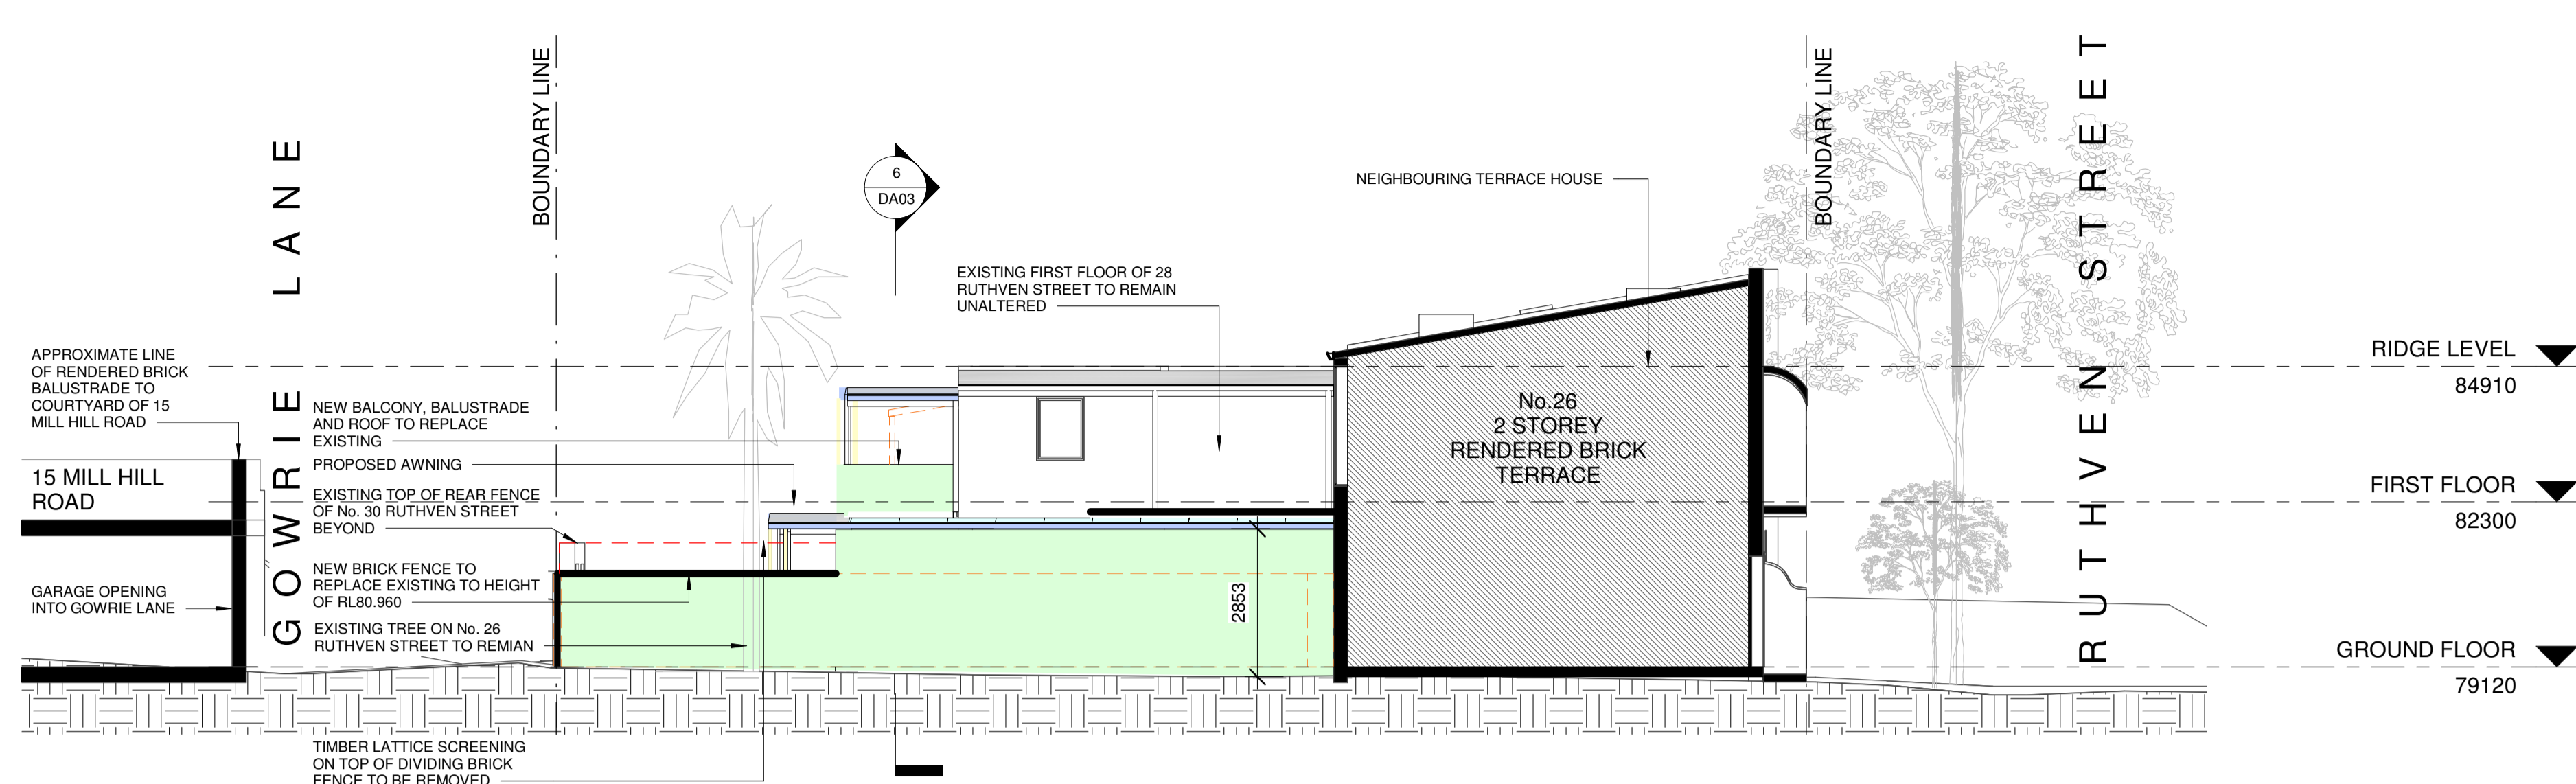 GOWRIE LANE
BOUNDARY LINE
6
DA03
NEIGHBOURING TERRACE HOUSE
BOUNDARY LINE
RUTHVEN STREET
EXISTING FIRST FLOOR OF 28
RUTHVEN STREET TO REMAIN
UNALTERED
APPROXIMATE LINE
OF RENDERED BRICK
BALUSTRADE TO
COURTYARD OF 15
MILL HILL ROAD
15 MILL HILL
ROAD
GARAGE OPENING
INTO GOWRIE LANE
NEW BALCONY, BALUSTRADE
AND ROOF TO REPLACE
EXISTING
PROPOSED AWNING
EXISTING TOP OF REAR FENCE
OF No. 30 RUTHVEN STREET
BEYOND
NEW BRICK FENCE TO
REPLACE EXISTING TO HEIGHT
OF RL80.960
EXISTING TREE ON No. 26
RUTHVEN STREET TO REMIAN
TIMBER LATTICE SCREENING
ON TOP OF DIVIDING BRICK
FENCE TO BE REMOVED
2853
No.26
2 STOREY
RENDERED BRICK
TERRACE
RIDGE LEVEL
84910
FIRST FLOOR
82300
GROUND FLOOR
79120